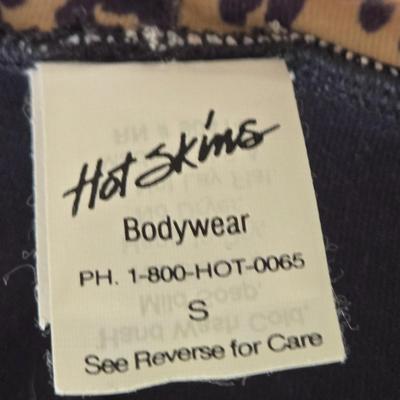 Hot Skins
Bodywear
PH. 1-800-HOT-0065
S
See Reverse for Care